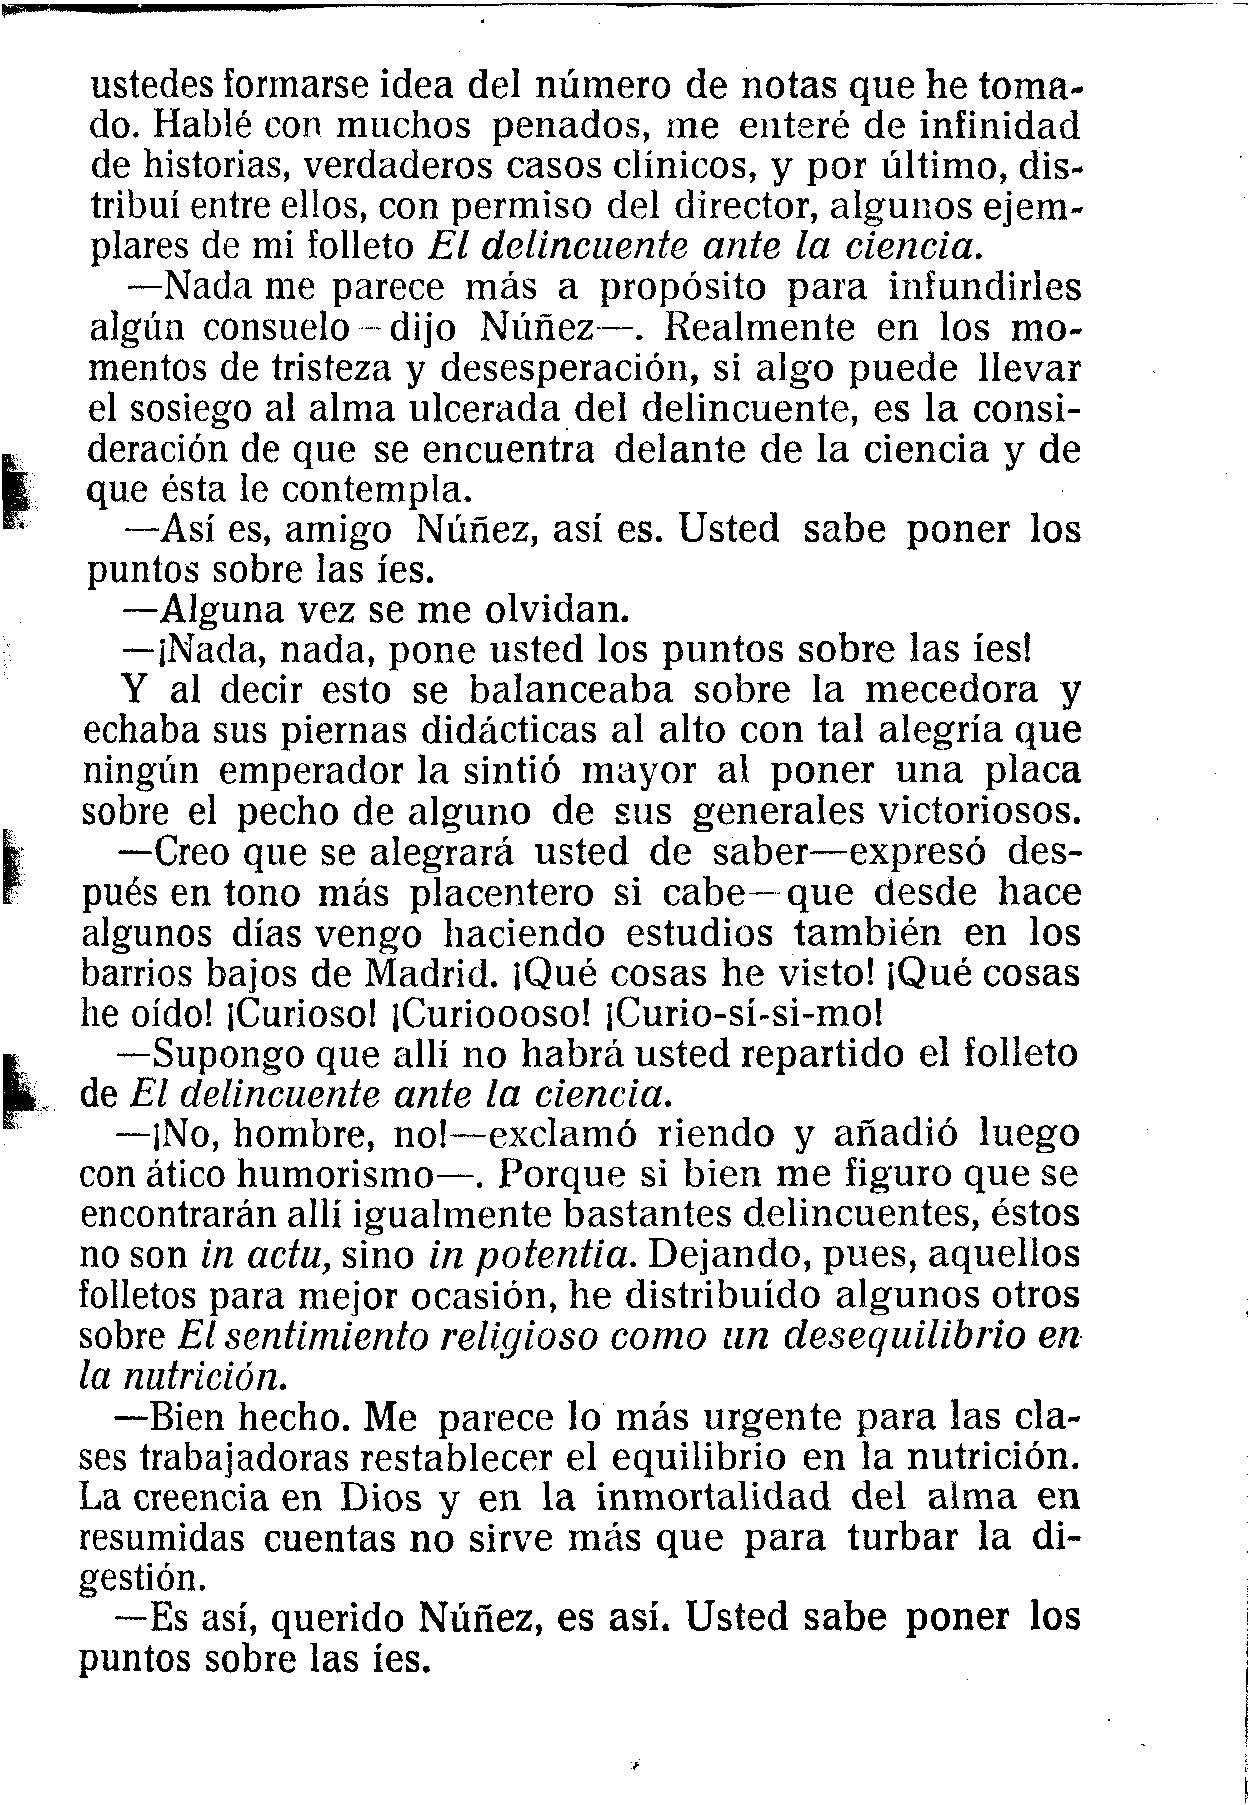 ustedes formarse idea del número de notas que he toma-
do. Hablé con muchos penados, me enteré de infinidad
de historias, verdaderos casos clínicos, y por último, dis-
tribuí entre ellos, con permiso del director, algunos ejem-
plares de mi folleto El delincuente ante la ciencia.
—Nada me parece más a propósito para infundirles
algún consuelo—dijo Núñez—. Realmente en los mo-
mentos de tristeza y desesperación, si algo puede llevar
el sosiego al alma ulcerada del delincuente, es la consi-
deración de que se encuentra delante de la ciencia y de
que ésta le contempla.
—Así es, amigo Núñez, así es. Usted sabe poner los
puntos sobre las íes.
—Alguna vez se me olvidan.
—¡Nada, nada, pone usted los puntos sobre las íes!
Y al decir esto se balanceaba sobre la mecedora y
echaba sus piernas didácticas al alto con tal alegría que
ningún emperador la sintió mayor al poner una placa
sobre el pecho de alguno de sus generales victoriosos.
—Creo que se alegrará usted de saber—expresó des-
pués en tono más placentero si cabe—que desde hace
algunos días vengo haciendo estudios también en los
barrios bajos de Madrid. ¡Qué cosas he visto! ¡Qué cosas
he oído! ¡Curioso! ¡Curioooso! ¡Curio-sí-si-mo!
—Supongo que allí no habrá usted repartido el folleto
de El delincuente ante la ciencia.
—¡No, hombre, no!—exclamó riendo y añadió luego
con ático humorismo—. Porque si bien me figuro que se
encontrarán allí igualmente bastantes delincuentes, éstos
no son in actu, sino in potentia. Dejando, pues, aquellos
folletos para mejor ocasión, he distribuído algunos otros
sobre El sentimiento religioso como un desequilibrio en
la nutrición.
—Bien hecho. Me parece lo más urgente para las cla-
ses trabajadoras restablecer el equilibrio en la nutrición.
La creencia en Dios y en la inmortalidad del alma en
resumidas cuentas no sirve más que para turbar la di-
gestión.
—Es así, querido Núñez, es así. Usted sabe poner los
puntos sobre las íes.